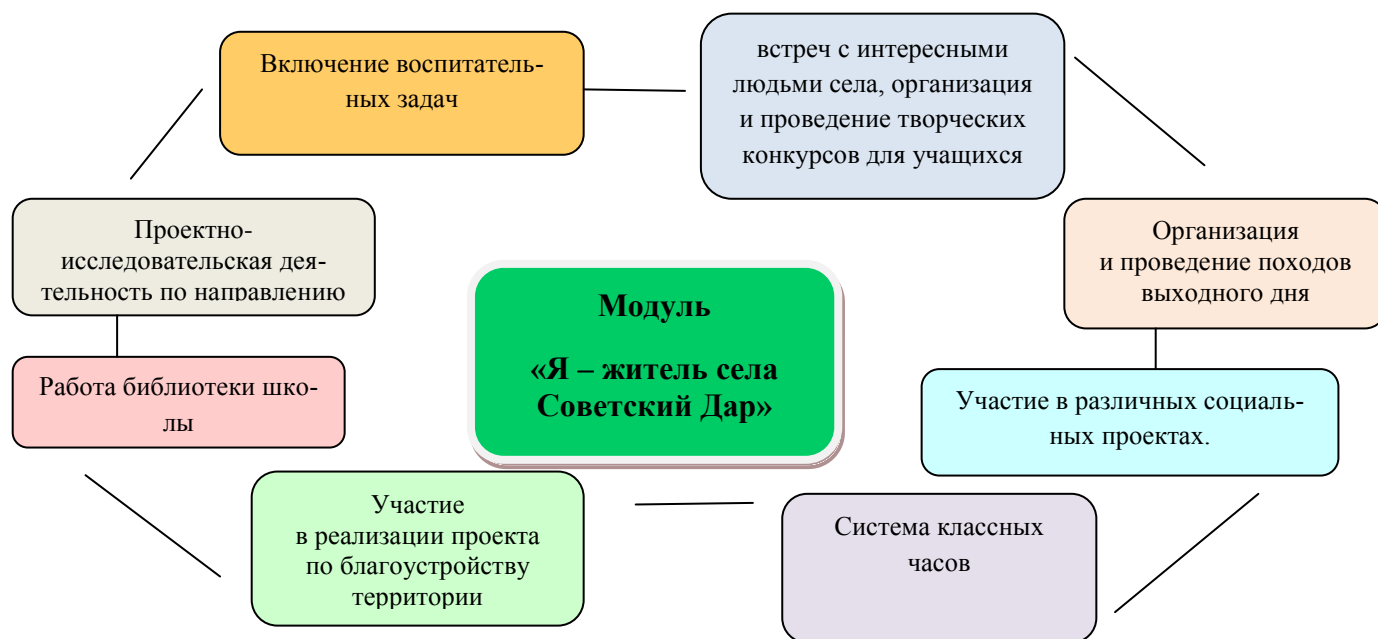 Включение воспитатель-
ных задач
встреч с интересными
людьми села, организация
и проведение творческих
конкурсов для учащихся
Проектно-
исследовательская дея-
тельность по направлению
Организация
и проведение походов
выходного дня
Модуль
«Я – житель села
Советский Дар»
Работа библиотеки шко-
лы
Участие в различных социаль-
ных проектах.
Участие
в реализации проекта
по благоустройству
территории
Система классных
часов